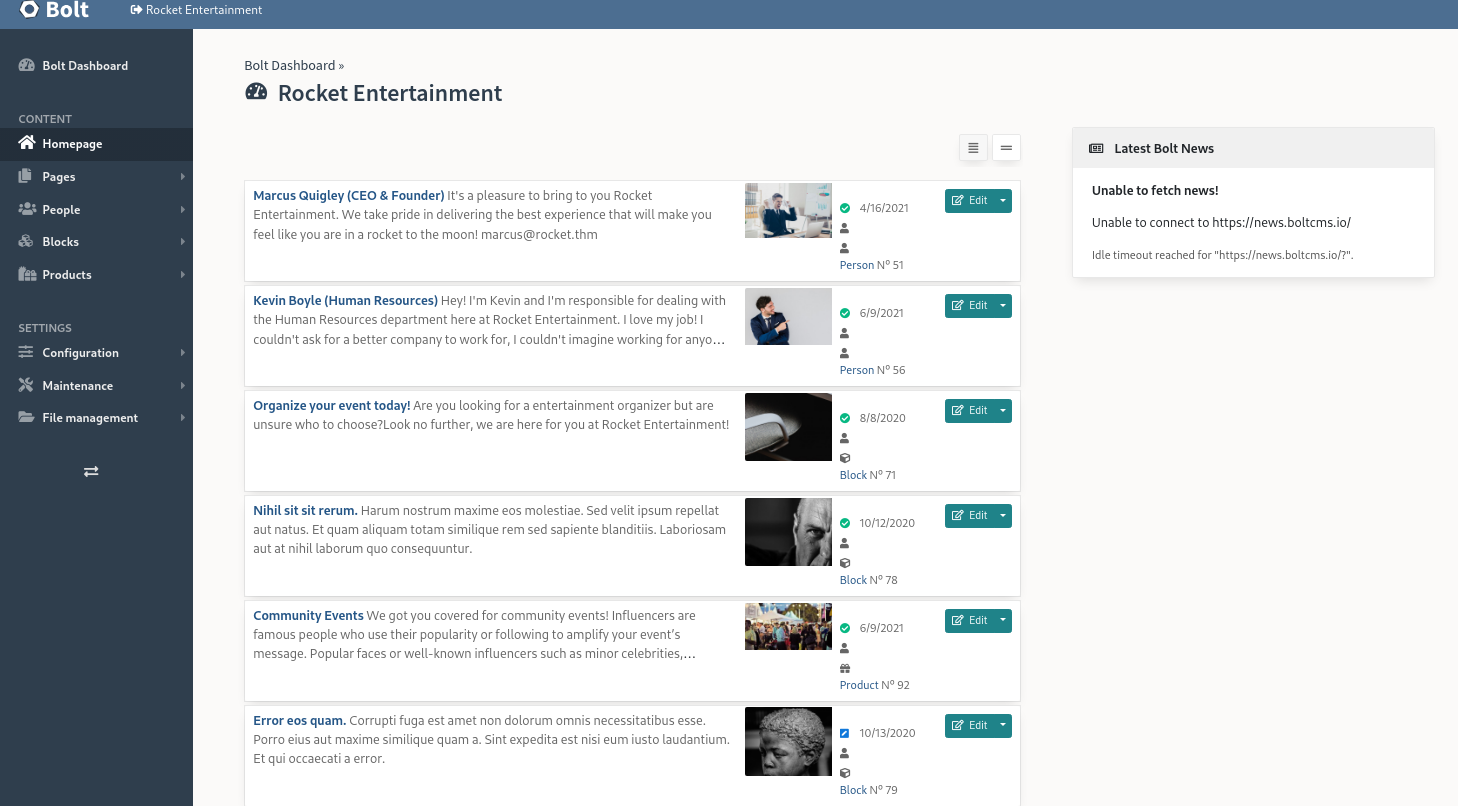 Bolt
Rocket Entertainment
Bolt Dashboard
CONTENT
Homepage
Pages
People
Blocks
Products
SETTINGS
Configuration
Maintenance
File management
Bolt Dashboard »
Rocket Entertainment
Marcus Quigley (CEO & Founder) It's a pleasure to bring to you Rocket
Entertainment. We take pride in delivering the best experience that will make you
feel like you are in a rocket to the moon! marcus@rocket.thm
4/16/2021
Person Nº 51
Edit
Kevin Boyle (Human Resources) Hey! I'm Kevin and I'm responsible for dealing with
the Human Resources department here at Rocket Entertainment. I love my job! I
couldn't ask for a better company to work for, I couldn't imagine working for anyo…
6/9/2021
Person Nº 56
Edit
Organize your event today! Are you looking for a entertainment organizer but are
unsure who to choose?Look no further, we are here for you at Rocket Entertainment!
8/8/2020
Block Nº 71
Edit
Nihil sit sit rerum. Harum nostrum maxime eos molestiae. Sed velit ipsum repellat
aut natus. Et quam aliquam totam similique rem sed sapiente blanditiis. Laboriosam
aut at nihil laborum quo consequuntur.
10/12/2020
Block Nº 78
Edit
Community Events We got you covered for community events! Influencers are
famous people who use their popularity or following to amplify your event’s
message. Popular faces or well-known influencers such as minor celebrities,…
6/9/2021
Product Nº 92
Edit
Error eos quam. Corrupti fuga est amet non dolorum omnis necessitatibus esse.
Porro eius aut maxime similique quam a. Sint expedita est nisi eum iusto laudantium.
Et qui occaecati a error.
10/13/2020
Block Nº 79
Edit
Latest Bolt News
Unable to fetch news!
Unable to connect to https://news.boltcms.io/
Idle timeout reached for "https://news.boltcms.io/?".